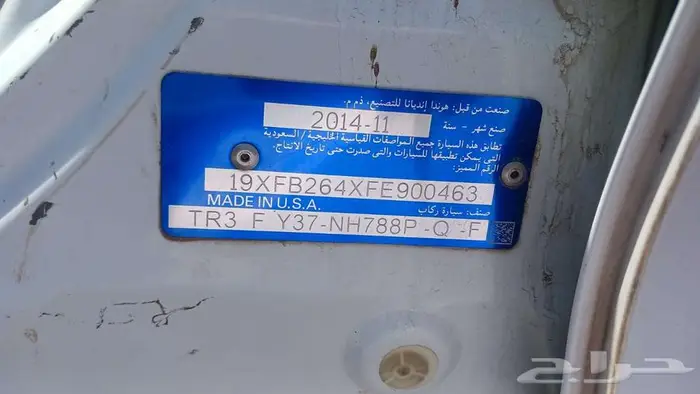 صنعت من قبل: هوندا إنديانا للتصنيع، ذ.م.م.
صنع شهر - سنة 2014-11
تطابق هذه السيارة جميع المواصفات القياسية الخليجية/السعودية
التي يمكن تطبيقها للسيارات والتي صدرت حتى تاريخ الانتاج.
الرقم المميز:
19XFB264XFE900463
صنف: سيارة ركاب MADE IN U.S.A.
TR3 F Y37-NH788P-Q -F
حراج